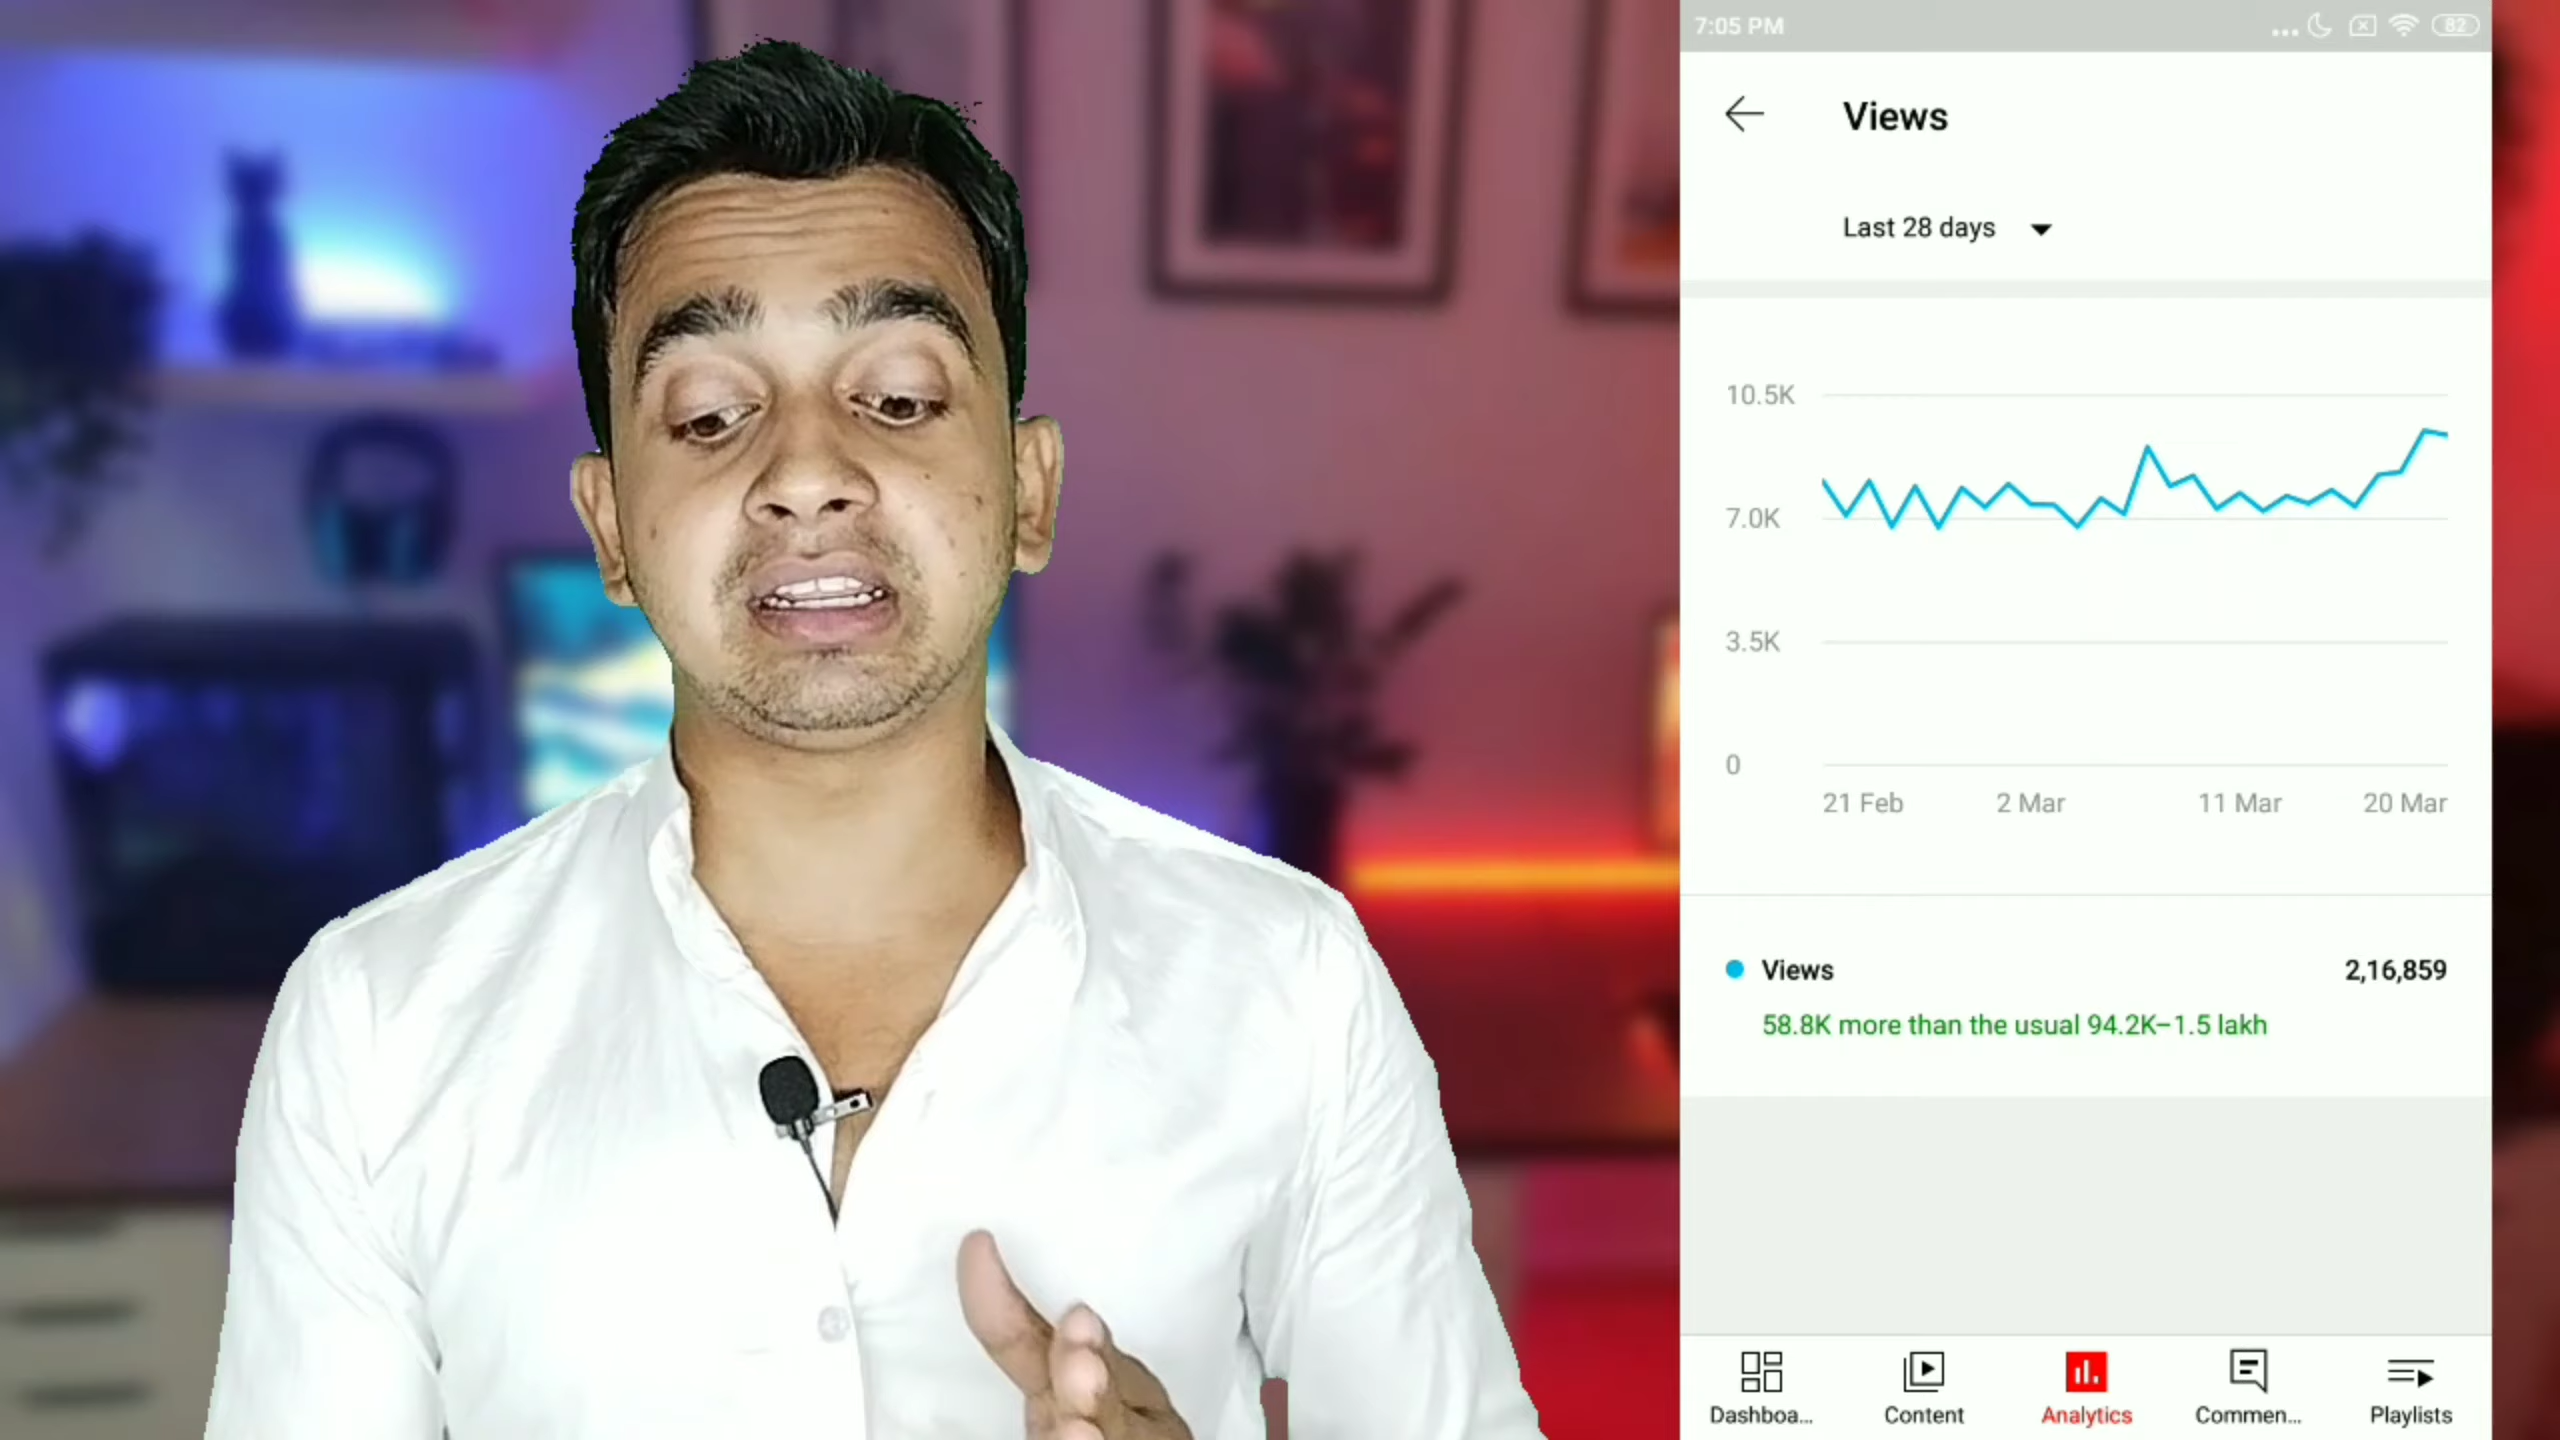 7:05 PM
82
Views
Last 28 days
10.5K
7.0K
3.5K
0
21 Feb 2 Mar 11 Mar 20 Mar
Views 2,16,859
58.8K more than the usual 94.2K–1.5 lakh
Dashboa... Content Analytics Commen... Playlists